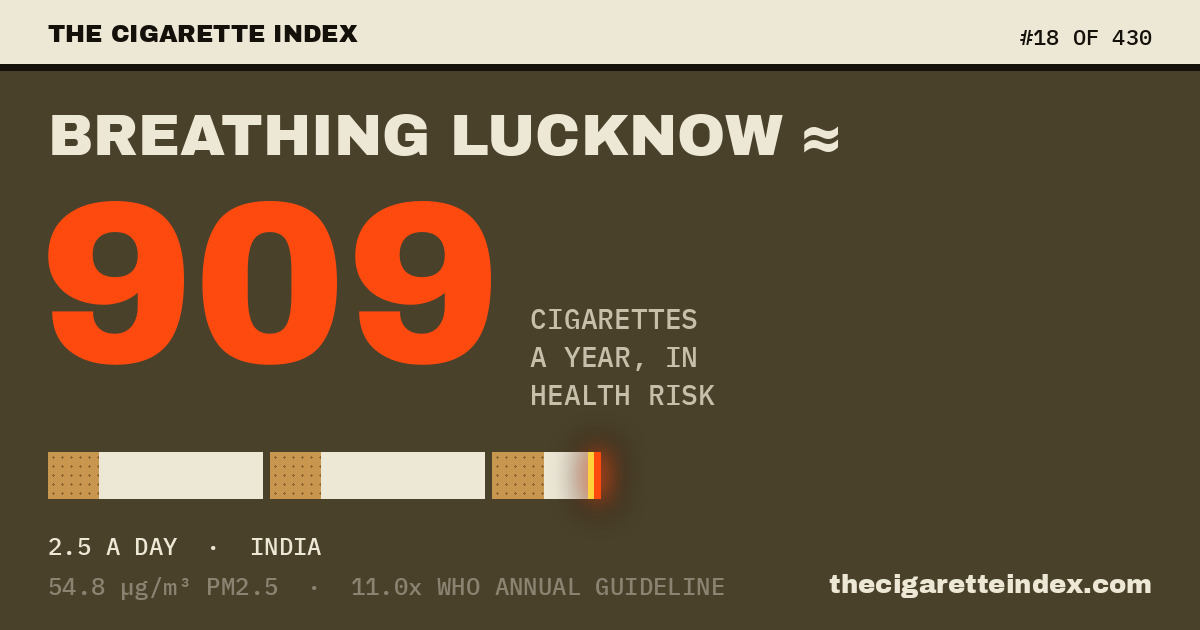 THE CIGARETTE INDEX
#18 OF 430
BREATHING LUCKNOW ≈
909
CIGARETTES
A YEAR, IN
HEALTH RISK
2.5 A DAY · INDIA
54.8 µg/m³ PM2.5 · 11.0x WHO ANNUAL GUIDELINE
thecigaretteindex.com